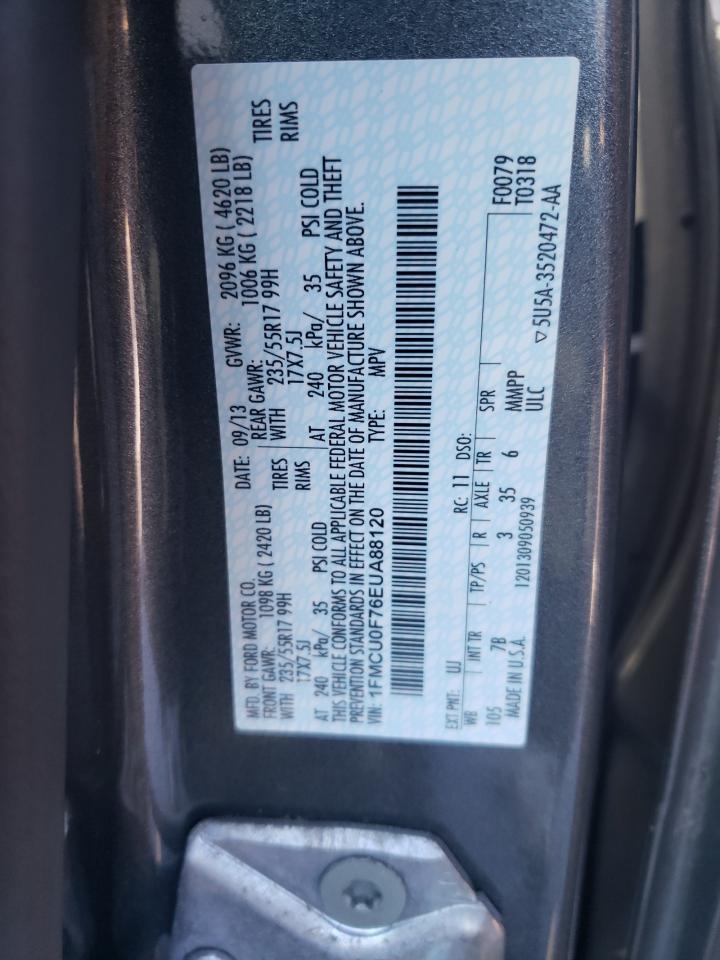 MFD. BY FORD MOTOR CO.
DATE: 09/13 GVWR: 2096 KG ( 4620 LB)
FRONT GAWR: 1098 KG ( 2420 LB) REAR GAWR: 1006 KG ( 2218 LB)
WITH 235/55R17 99H TIRES WITH 235/55R17 99H TIRES
17X7.5J RIMS 17X7.5J RIMS
AT 240 kPa/ 35 PSI COLD AT 240 kPa/ 35 PSI COLD
THIS VEHICLE CONFORMS TO ALL APPLICABLE FEDERAL MOTOR VEHICLE SAFETY AND THEFT
PREVENTION STANDARDS IN EFFECT ON THE DATE OF MANUFACTURE SHOWN ABOVE.
VIN: 1FMCU0F76EUA88120 TYPE: MPV
EXT PNT: UJ RC: 11 DSO:
WB INT TR TP/PS R AXLE TR SPR F0079
105 7B 3 35 6 MMPP T0318
MADE IN U.S.A. 1201309050939 ULC ▽5U5A-3520472-AA